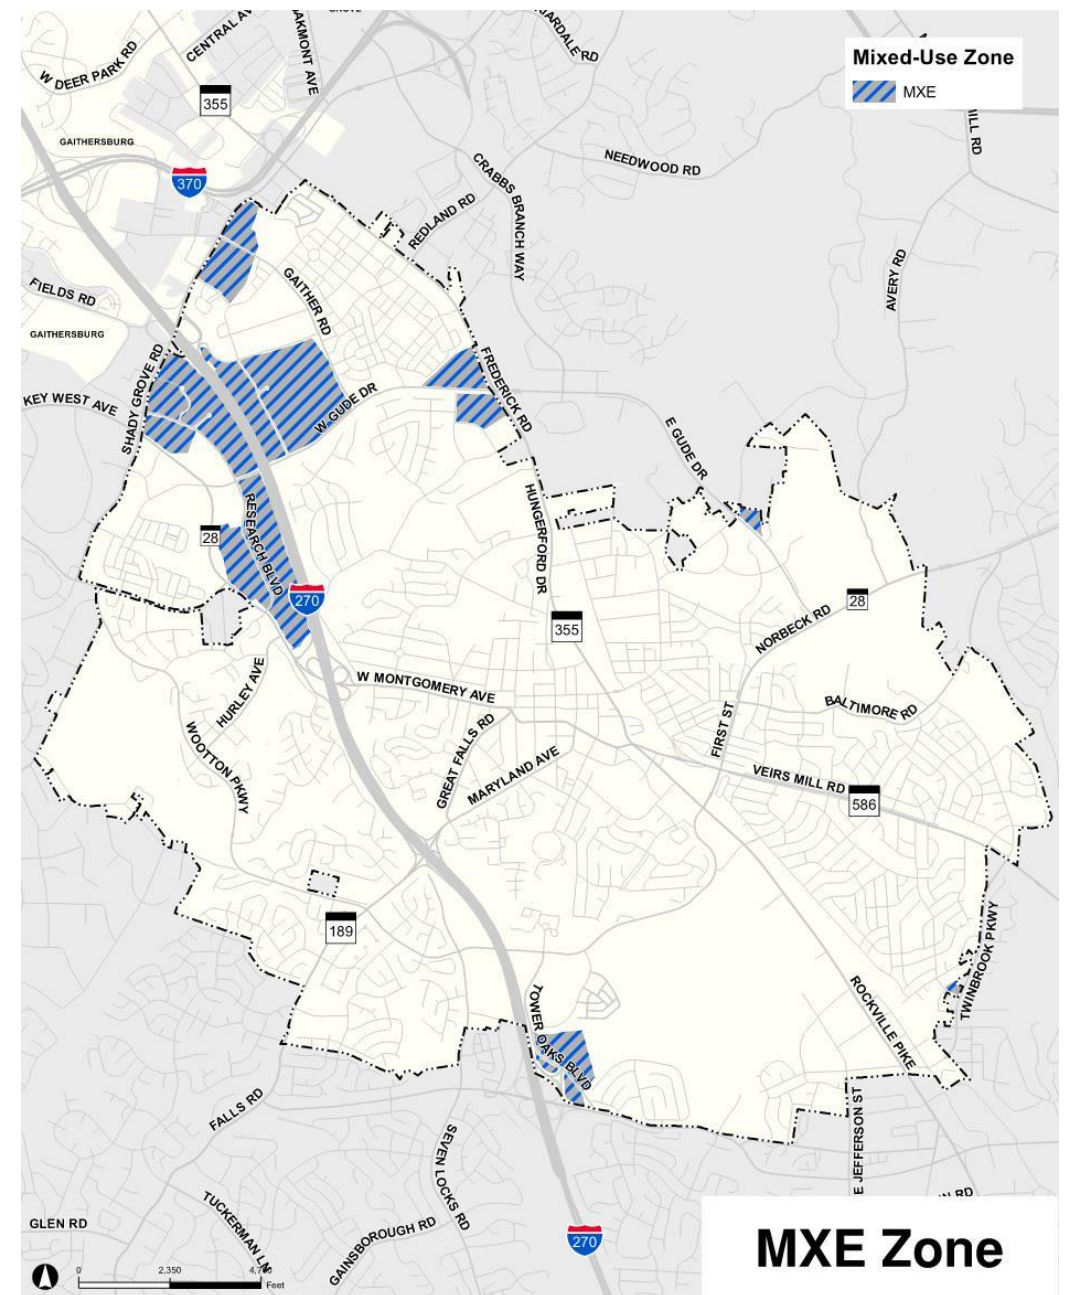 W DEER PARK RD
CENTRAL AV
OAKMONT AVE
GROVE
RD
355
Mixed-Use Zone
MXE
GAITHERSBURG
370
NEEDWOOD RD
MILL RD
CRABBS BRANCH WAY
REDLAND RD
AVERY RD
FIELDS RD
GAITHER RD
GAITHERSBURG
SHADY GROVE RD
FREDERICK RD
KEY WEST AVE
W GUDE DR
E GUDE DR
HUNGERFORD DR
RESEARCH BLVD
28
270
28
355
NORBECK RD
W MONTGOMERY AVE
HURLEY AVE
BALTIMORE RD
WOOTTON PKWY
GREAT FALLS RD
MARYLAND AVE
FIRST ST
VEIRS MILL RD
586
189
TWINBROOK PKWY
ROCKVILLE PIKE
TOWER OAKS BLVD
FALLS RD
E JEFFERSON ST
SEVEN LOCKS RD
RD
GLEN RD
TUCKERMAN LN
GAINSBOROUGH RD
270
MXE Zone
0 2,350
Feet